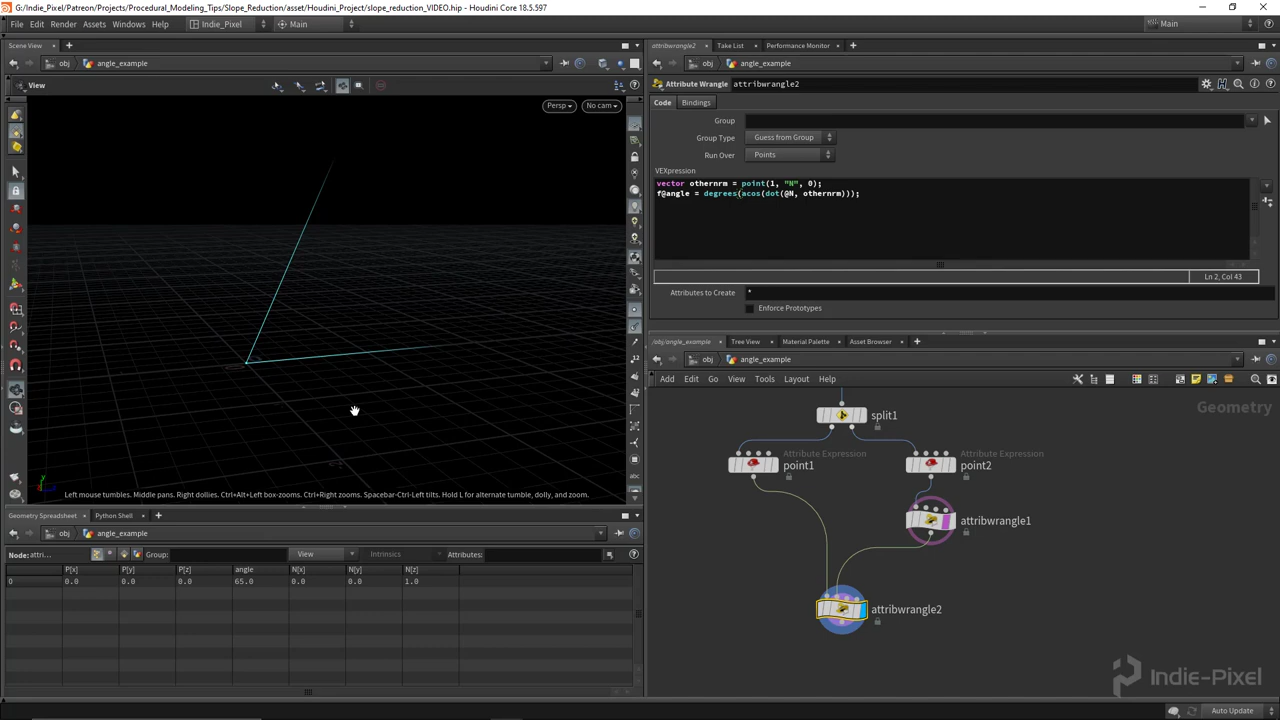 G:/Indie_Pixel/Patreon/Projects/Procedural_Modeling_Tips/Slope_Reduction/asset/Houdini_Project/slope_reduction_VIDEO.hip - Houdini Core 18.5.597
File Edit Render Assets Windows Help Indie_Pixel Main Main
Scene View
obj angle_example
View
Persp No cam
Left mouse tumbles. Middle pans. Right dollies. Ctrl+Alt+Left box-zooms. Ctrl+Right zooms. Spacebar-Ctrl-Left tilts. Hold L for alternate tumble, dolly, and zoom.
Geometry Spreadsheet Python Shell
obj angle_example
Node: attri... Group: View Intrinsics Attributes:
P[x] P[y] P[z] angle N[x] N[y] N[z]
0 0.0 0.0 0.0 65.0 0.0 0.0 1.0
attribwrangle2 Take List Performance Monitor
obj angle_example
Attribute Wrangle attribwrangle2
Code Bindings
Group
Group Type Guess from Group
Run Over Points
VEXpression
vector othernrm = point(1, "N", 0);
f@angle = degrees(acos(dot(@N, othernrm)));
Ln 2, Col 43
Attributes to Create *
Enforce Prototypes
/obj/angle_example Tree View Material Palette Asset Browser
obj angle_example
Add Edit Go View Tools Layout Help
Geometry
split1
Attribute Expression
point1
Attribute Expression
point2
attribwrangle1
attribwrangle2
Indie-Pixel
Auto Update